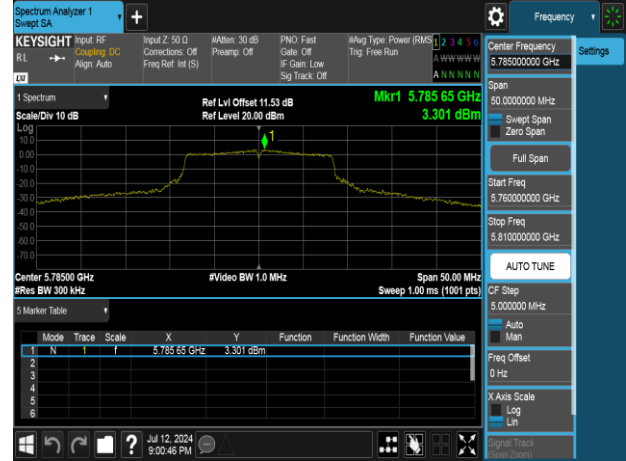 Spectrum Analyzer 1
Swept SA
+
Frequency
KEYSIGHT
RL
LXI
Input: RF
Coupling: DC
Align: Auto
Input Z: 50 Ω
Corrections: Off
Freq Ref: Int (S)
#Atten: 30 dB
Preamp: Off
PNO: Fast
Gate: Off
IF Gain: Low
Sig Track: Off
#Avg Type: Power (RMS)
Trig: Free Run
1 2 3 4 5 6
A WW WW W
A N N N N N
1 Spectrum
Scale/Div 10 dB
Ref Lvl Offset 11.53 dB
Ref Level 20.00 dBm
Mkr1 5.785 65 GHz
3.301 dBm
Log
10.0
0.00
-10.0
-20.0
-30.0
-40.0
-50.0
-60.0
-70.0
1
Center 5.78500 GHz
#Res BW 300 kHz
#Video BW 1.0 MHz
Span 50.00 MHz
Sweep 1.00 ms (1001 pts)
5 Marker Table
Mode Trace Scale X Y Function Function Width Function Value
1 N 1 f 5.785 65 GHz 3.301 dBm
2
3
4
5
6
Jul 12, 2024
9:00:46 PM
Center Frequency
5.785000000 GHz
Settings
Span
50.0000000 MHz
Swept Span
Zero Span
Full Span
Start Freq
5.760000000 GHz
Stop Freq
5.810000000 GHz
AUTO TUNE
CF Step
5.000000 MHz
Auto
Man
Freq Offset
0 Hz
X Axis Scale
Log
Lin
Signal Track
(Span Zoom)